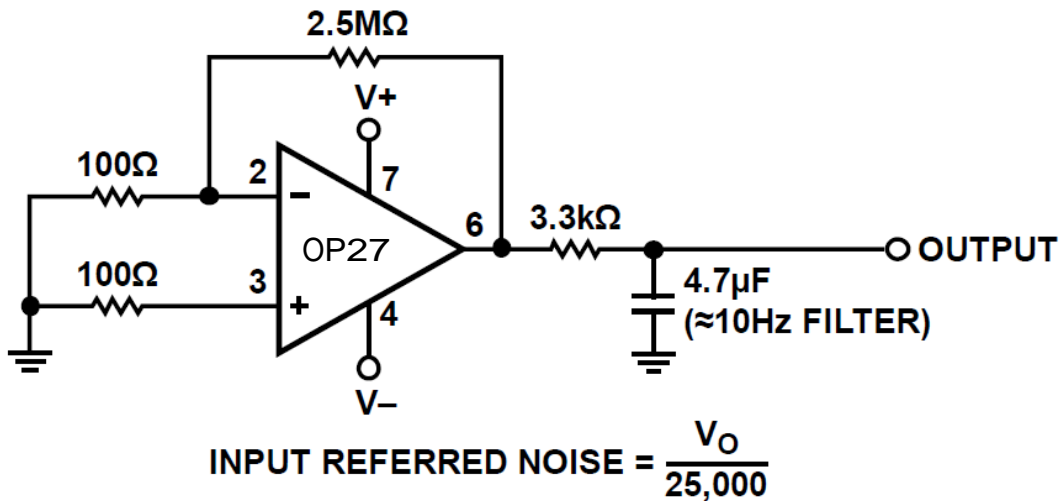 2.5MΩ
V+
100Ω
2
7
−
OP27
6
3.3kΩ
OUTPUT
100Ω
3
+
4
4.7µF
(≈10Hz FILTER)
V–
INPUT REFERRED NOISE = V_O
25,000